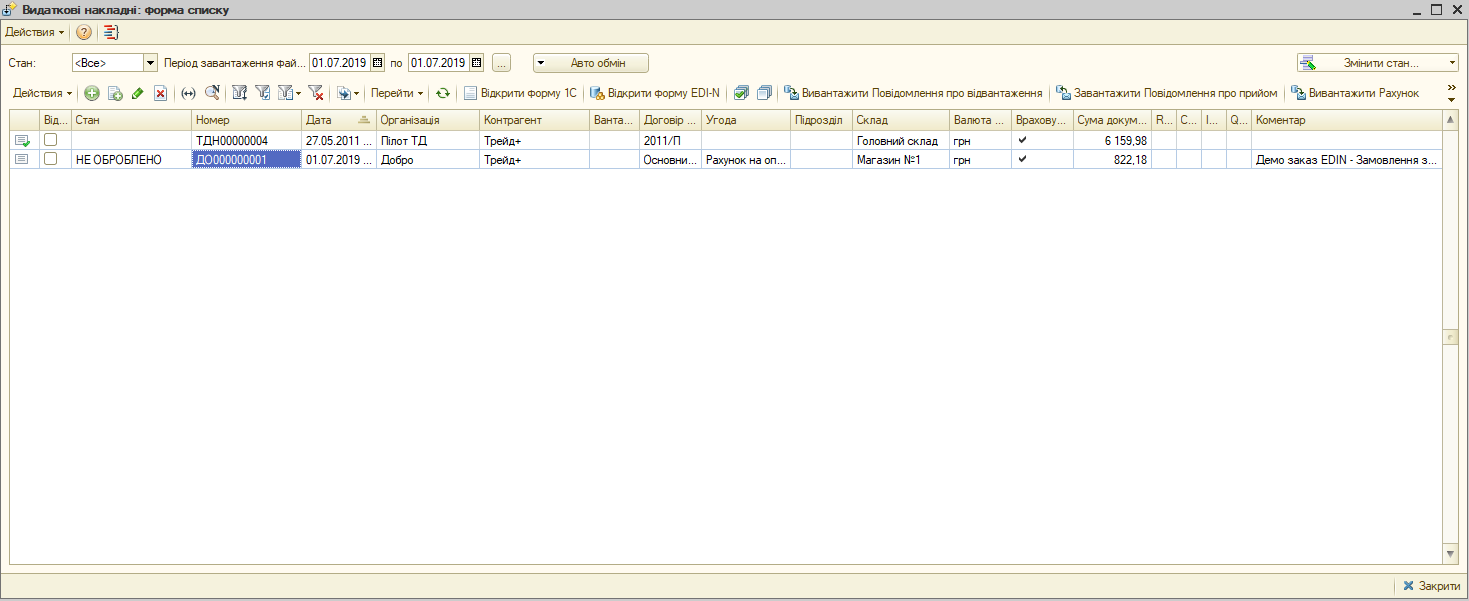 Видаткові накладні: форма списку
Действия
Стан: <Все> Період завантаження фай... 01.07.2019 по 01.07.2019 ... Авто обмін Змінити стан...
Действия Перейти Відкрити форму 1С Відкрити форму EDI-N Вивантажити Повідомлення про відвантаження Завантажити Повідомлення про прийом Вивантажити Рахунок
Від... Стан Номер Дата Організація Контрагент Ванта... Договір ... Угода Підрозділ Склад Валюта ... Врахову... Сума докум... R... C... I... Q... Коментар
ТДН00000004 27.05.2011 ... Пілот ТД Трейд+ 2011/П Головний склад грн 6 159,98
НЕ ОБРОБЛЕНО ДО000000001 01.07.2019 ... Добро Трейд+ Основни... Рахунок на оп... Магазин №1 грн 822,18 Демо заказ EDIN - Замовлення з...
Закрити